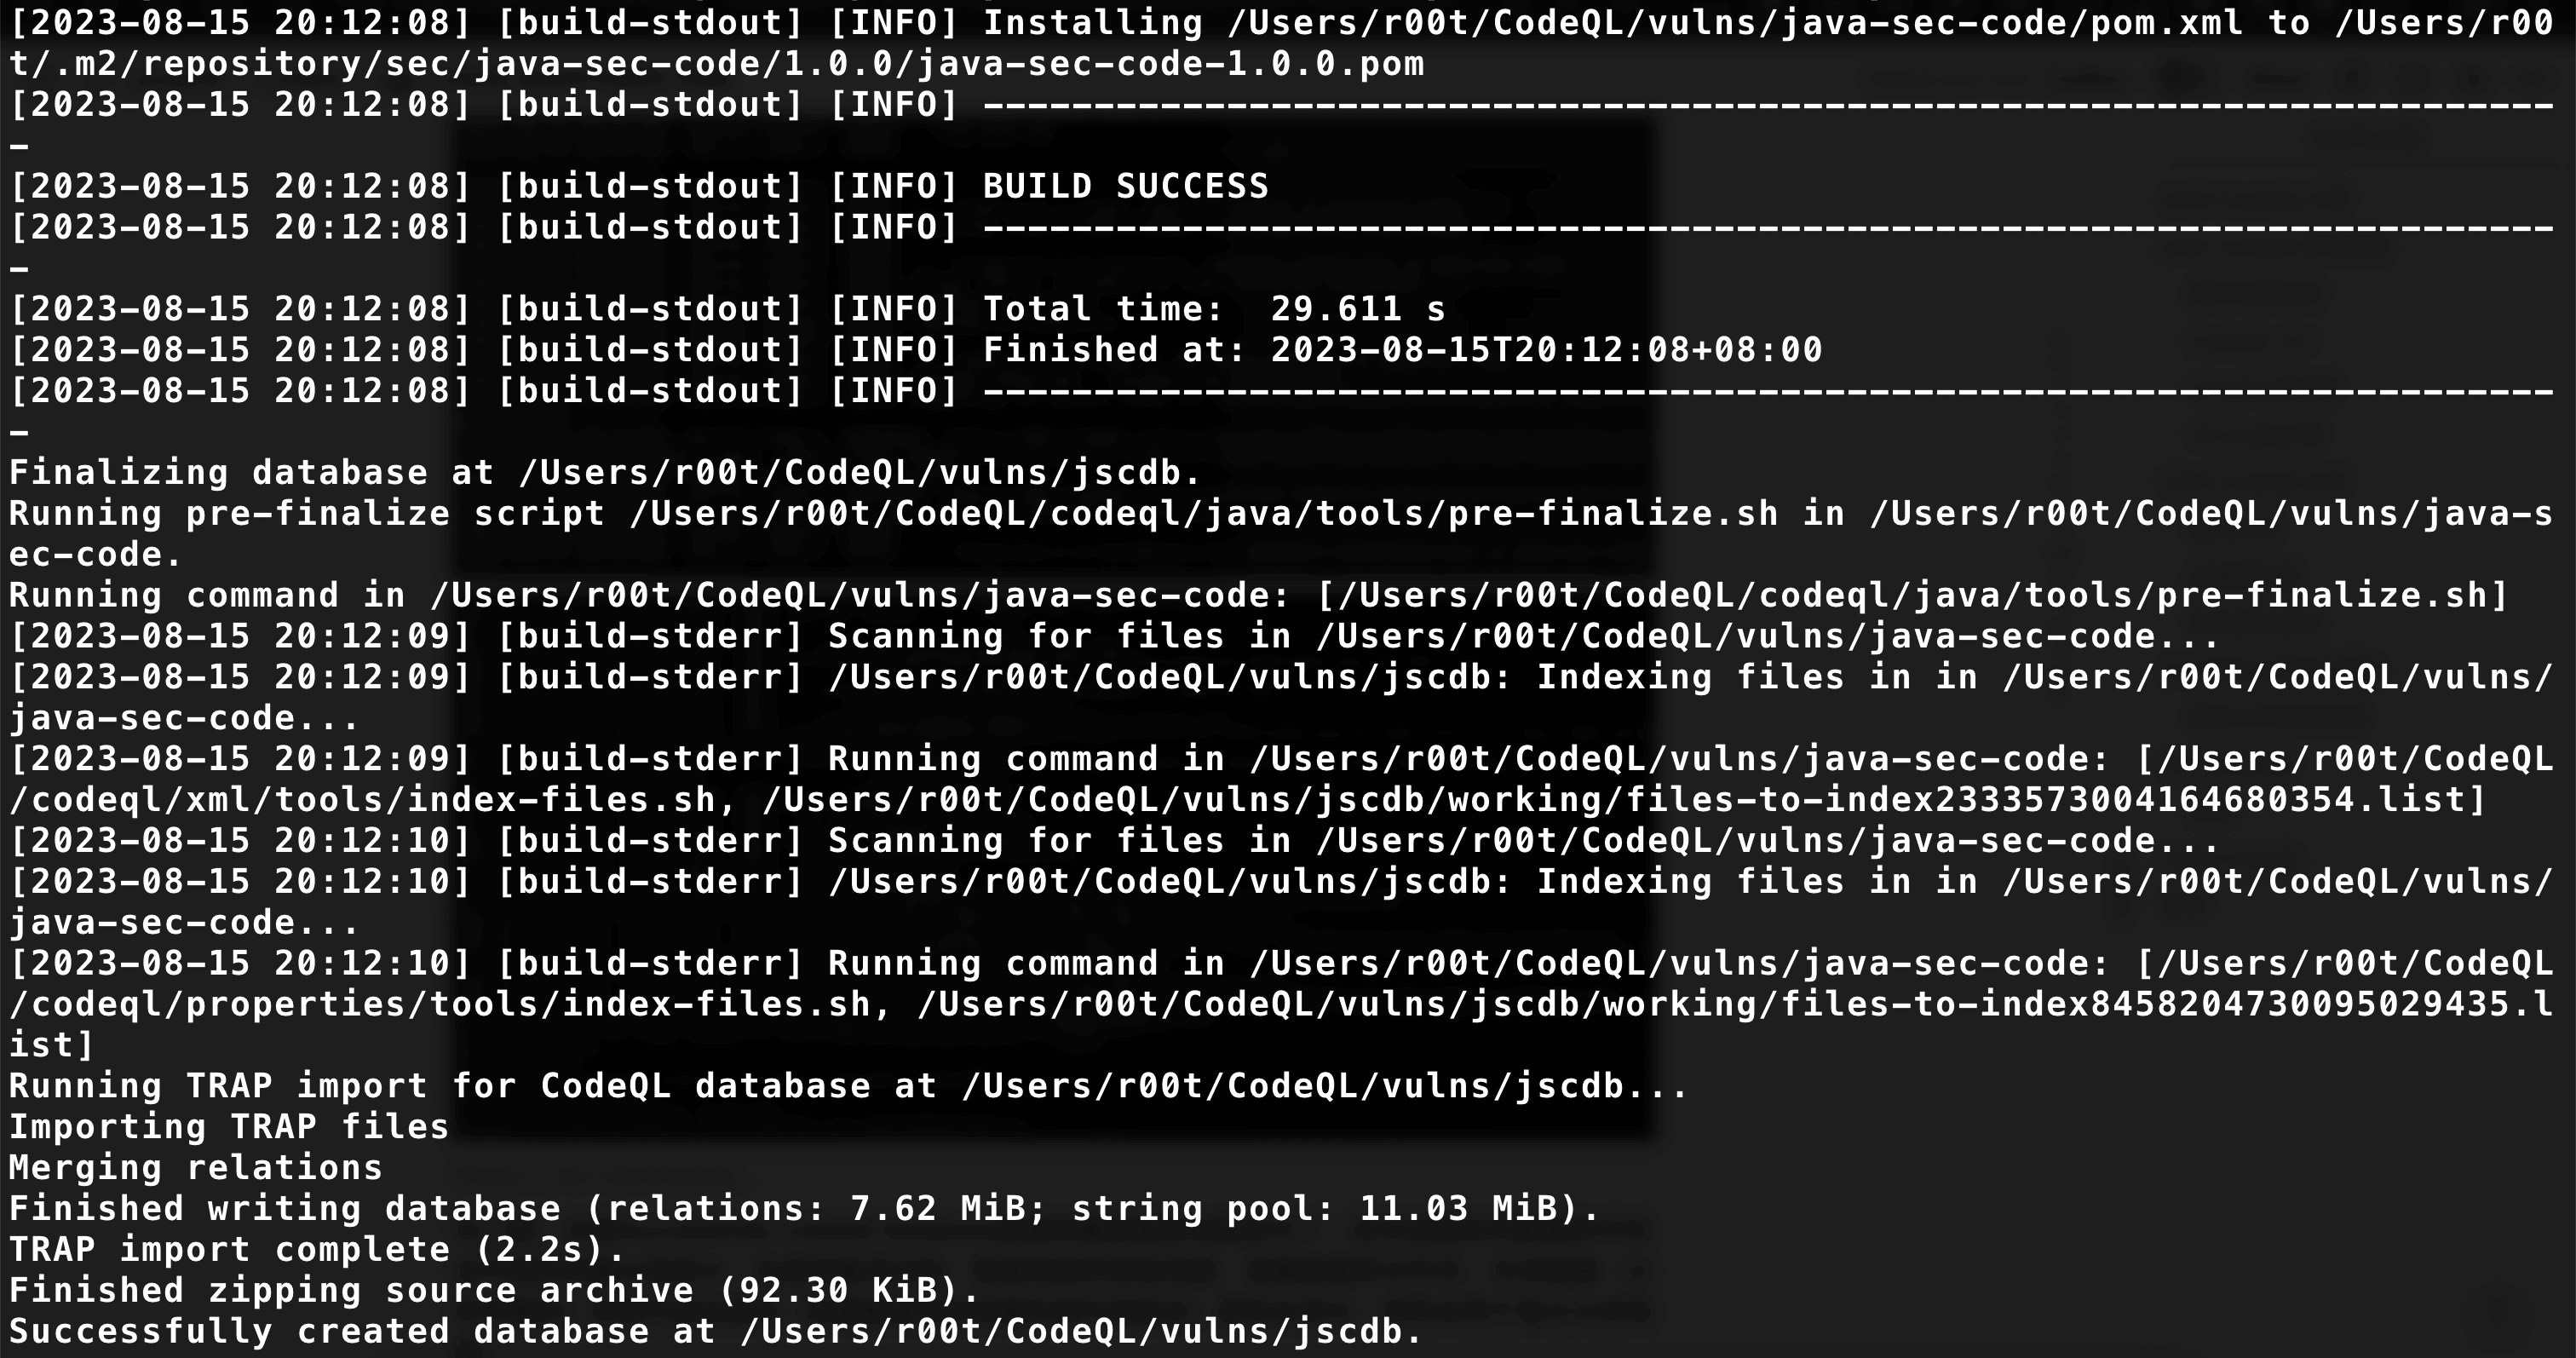 [2023-08-15 20:12:08] [build-stdout] [INFO] Installing /Users/r00t/CodeQL/vulns/java-sec-code/pom.xml to /Users/r00
t/.m2/repository/sec/java-sec-code/1.0.0/java-sec-code-1.0.0.pom
[2023-08-15 20:12:08] [build-stdout] [INFO] -----------------------------------------------------------------------
-
[2023-08-15 20:12:08] [build-stdout] [INFO] BUILD SUCCESS
[2023-08-15 20:12:08] [build-stdout] [INFO] -----------------------------------------------------------------------
-
[2023-08-15 20:12:08] [build-stdout] [INFO] Total time:  29.611 s
[2023-08-15 20:12:08] [build-stdout] [INFO] Finished at: 2023-08-15T20:12:08+08:00
[2023-08-15 20:12:08] [build-stdout] [INFO] -----------------------------------------------------------------------
-
Finalizing database at /Users/r00t/CodeQL/vulns/jscdb.
Running pre-finalize script /Users/r00t/CodeQL/codeql/java/tools/pre-finalize.sh in /Users/r00t/CodeQL/vulns/java-s
ec-code.
Running command in /Users/r00t/CodeQL/vulns/java-sec-code: [/Users/r00t/CodeQL/codeql/java/tools/pre-finalize.sh]
[2023-08-15 20:12:09] [build-stderr] Scanning for files in /Users/r00t/CodeQL/vulns/java-sec-code...
[2023-08-15 20:12:09] [build-stderr] /Users/r00t/CodeQL/vulns/jscdb: Indexing files in in /Users/r00t/CodeQL/vulns/
java-sec-code...
[2023-08-15 20:12:09] [build-stderr] Running command in /Users/r00t/CodeQL/vulns/java-sec-code: [/Users/r00t/CodeQL
/codeql/xml/tools/index-files.sh, /Users/r00t/CodeQL/vulns/jscdb/working/files-to-index2333573004164680354.list]
[2023-08-15 20:12:10] [build-stderr] Scanning for files in /Users/r00t/CodeQL/vulns/java-sec-code...
[2023-08-15 20:12:10] [build-stderr] /Users/r00t/CodeQL/vulns/jscdb: Indexing files in in /Users/r00t/CodeQL/vulns/
java-sec-code...
[2023-08-15 20:12:10] [build-stderr] Running command in /Users/r00t/CodeQL/vulns/java-sec-code: [/Users/r00t/CodeQL
/codeql/properties/tools/index-files.sh, /Users/r00t/CodeQL/vulns/jscdb/working/files-to-index8458204730095029435.l
ist]
Running TRAP import for CodeQL database at /Users/r00t/CodeQL/vulns/jscdb...
Importing TRAP files
Merging relations
Finished writing database (relations: 7.62 MiB; string pool: 11.03 MiB).
TRAP import complete (2.2s).
Finished zipping source archive (92.30 KiB).
Successfully created database at /Users/r00t/CodeQL/vulns/jscdb.